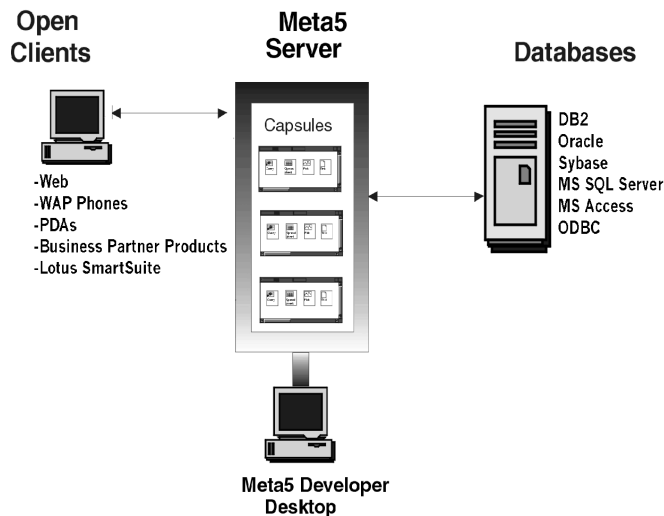 Open
Clients
Meta5
Server
Databases
Capsules
-Web
-WAP Phones
-PDAs
-Business Partner Products
-Lotus SmartSuite
DB2
Oracle
Sybase
MS SQL Server
MS Access
ODBC
Meta5 Developer
Desktop